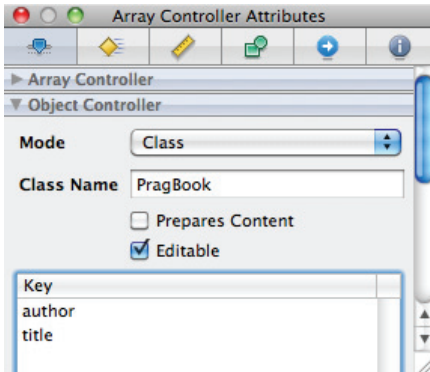 Array Controller Attributes
Array Controller
Object Controller
Mode Class
Class Name PragBook
Prepares Content
Editable
Key
author
title